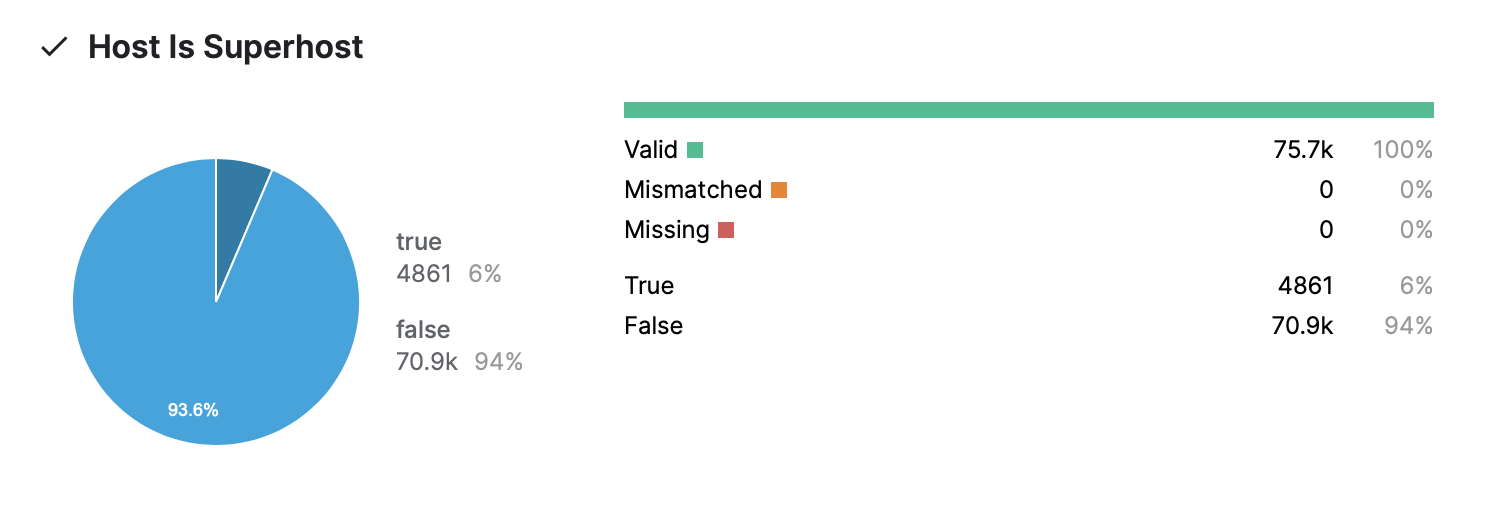 Host Is Superhost
true
4861 6%
false
70.9k 94%
93.6%
Valid 75.7k 100%
Mismatched 0 0%
Missing 0 0%
True 4861 6%
False 70.9k 94%